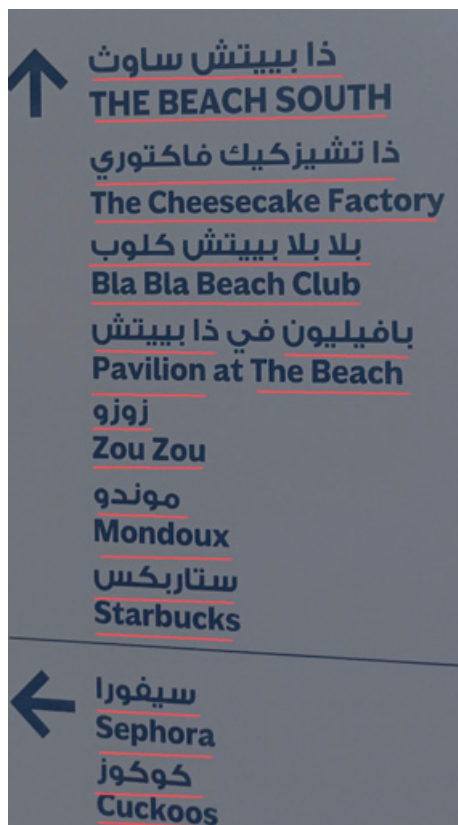 ذا بييتش ساوث
THE BEACH SOUTH
ذا تشيزكيك فاكتوري
The Cheesecake Factory
بلا بلا بييتش كلوب
Bla Bla Beach Club
بافيليون في ذا بييتش
Pavilion at The Beach
زوزو
Zou Zou
موندو
Mondoux
ستاربكس
Starbucks
سيفورا
Sephora
كوكوز
Cuckoos